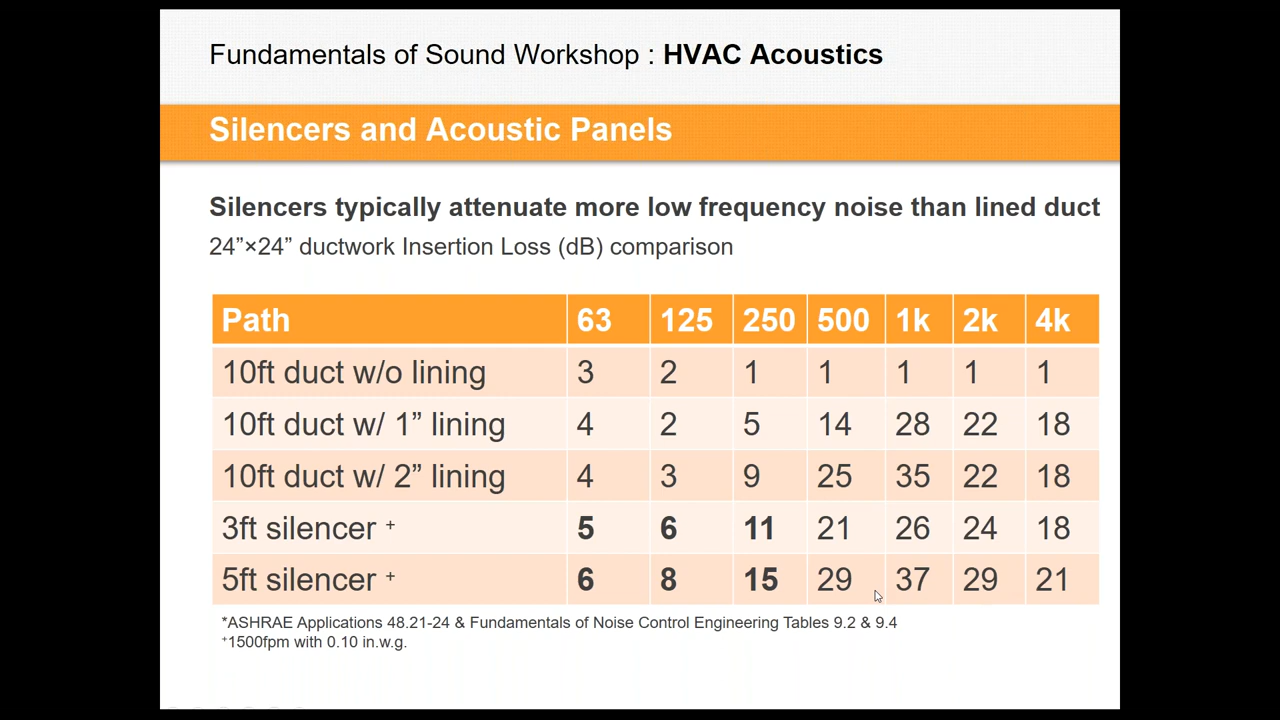 Fundamentals of Sound Workshop : HVAC Acoustics
Silencers and Acoustic Panels
Silencers typically attenuate more low frequency noise than lined duct
24”×24” ductwork Insertion Loss (dB) comparison
Path 63 125 250 500 1k 2k 4k
10ft duct w/o lining 3 2 1 1 1 1 1
10ft duct w/ 1” lining 4 2 5 14 28 22 18
10ft duct w/ 2” lining 4 3 9 25 35 22 18
3ft silencer + 5 6 11 21 26 24 18
5ft silencer + 6 8 15 29 37 29 21
*ASHRAE Applications 48.21-24 & Fundamentals of Noise Control Engineering Tables 9.2 & 9.4
+1500fpm with 0.10 in.w.g.